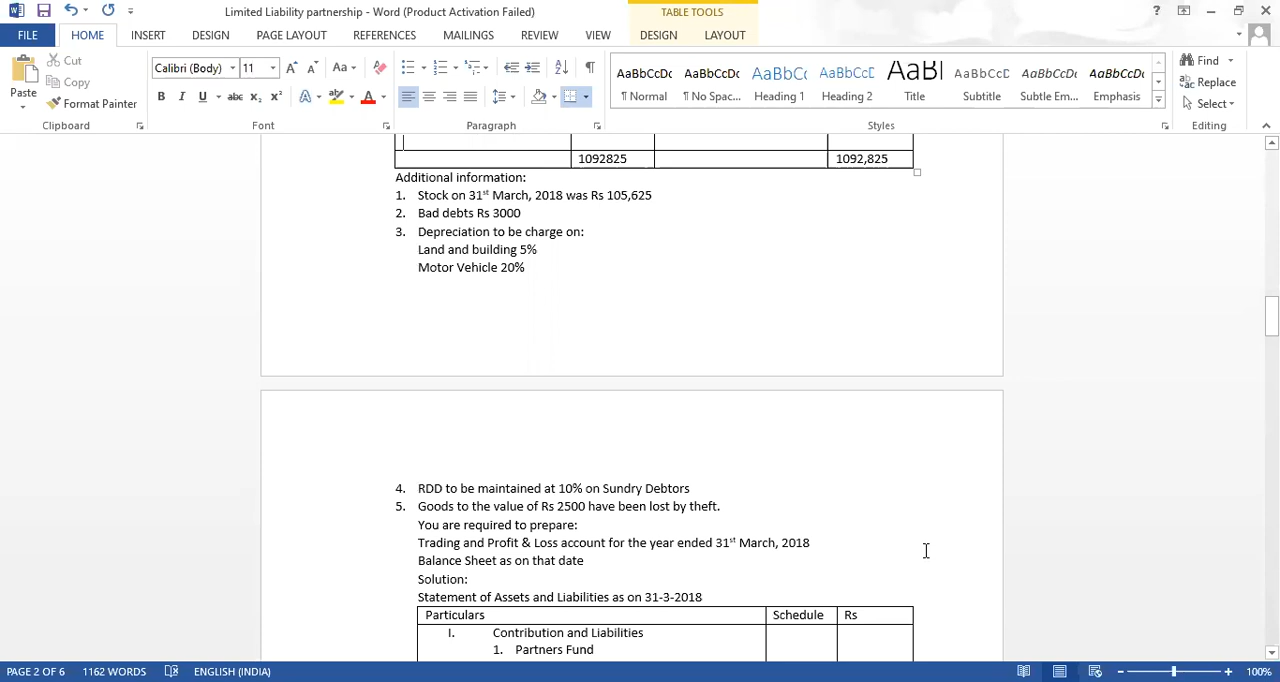 Limited Liability partnership - Word (Product Activation Failed)
TABLE TOOLS
FILE HOME INSERT DESIGN PAGE LAYOUT REFERENCES MAILINGS REVIEW VIEW DESIGN LAYOUT
Paste
Cut
Copy
Format Painter
Clipboard
Calibri (Body) 11
Font
Paragraph
AaBbCcDc AaBbCcDc AaBbCc AaBbCcD AaBl AaBbCcD AaBbCcDc AaBbCcDc
¶ Normal ¶ No Spac... Heading 1 Heading 2 Title Subtitle Subtle Em... Emphasis
Styles
Find
Replace
Select
Editing
1092825 1092,825
Additional information:
1. Stock on 31st March, 2018 was Rs 105,625
2. Bad debts Rs 3000
3. Depreciation to be charge on:
Land and building 5%
Motor Vehicle 20%
4. RDD to be maintained at 10% on Sundry Debtors
5. Goods to the value of Rs 2500 have been lost by theft.
You are required to prepare:
Trading and Profit & Loss account for the year ended 31st March, 2018
Balance Sheet as on that date
Solution:
Statement of Assets and Liabilities as on 31-3-2018
Particulars Schedule Rs
I. Contribution and Liabilities
1. Partners Fund
PAGE 2 OF 6 1162 WORDS ENGLISH (INDIA) 100%